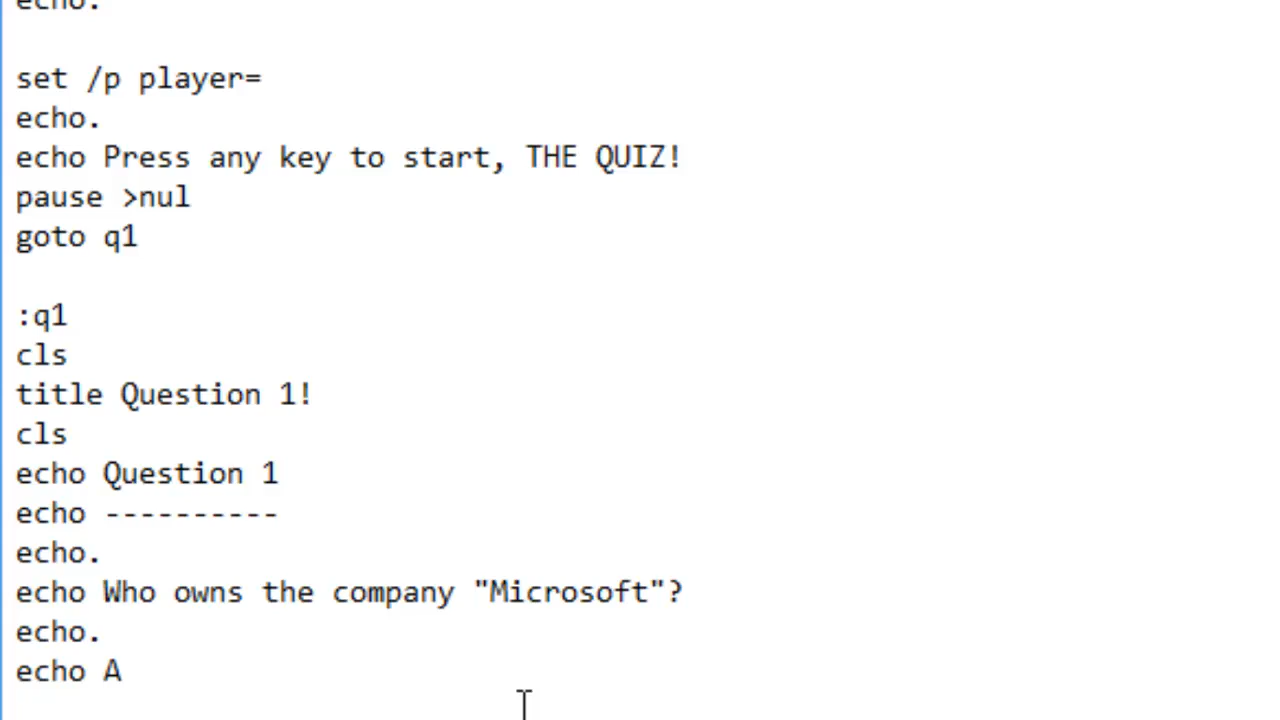 echo.
set /p player=
echo.
echo Press any key to start, THE QUIZ!
pause >nul
goto q1
:q1
cls
title Question 1!
cls
echo Question 1
echo ----------
echo.
echo Who owns the company "Microsoft"?
echo.
echo A